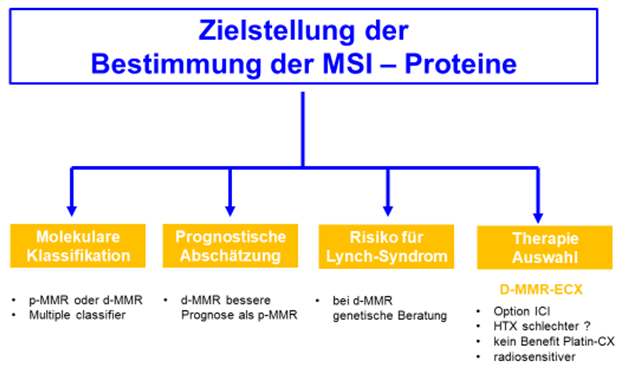 Zielstellung der
Bestimmung der MSI – Proteine
Molekulare
Klassifikation
• p-MMR oder d-MMR
• Multiple classifier
Prognostische
Abschätzung
• d-MMR bessere
Prognose als p-MMR
Risiko für
Lynch-Syndrom
• bei d-MMR
genetische Beratung
Therapie
Auswahl
D-MMR-ECX
• Option ICI
• HTX schlechter ?
• kein Benefit Platin-CX
• radiosensitiver